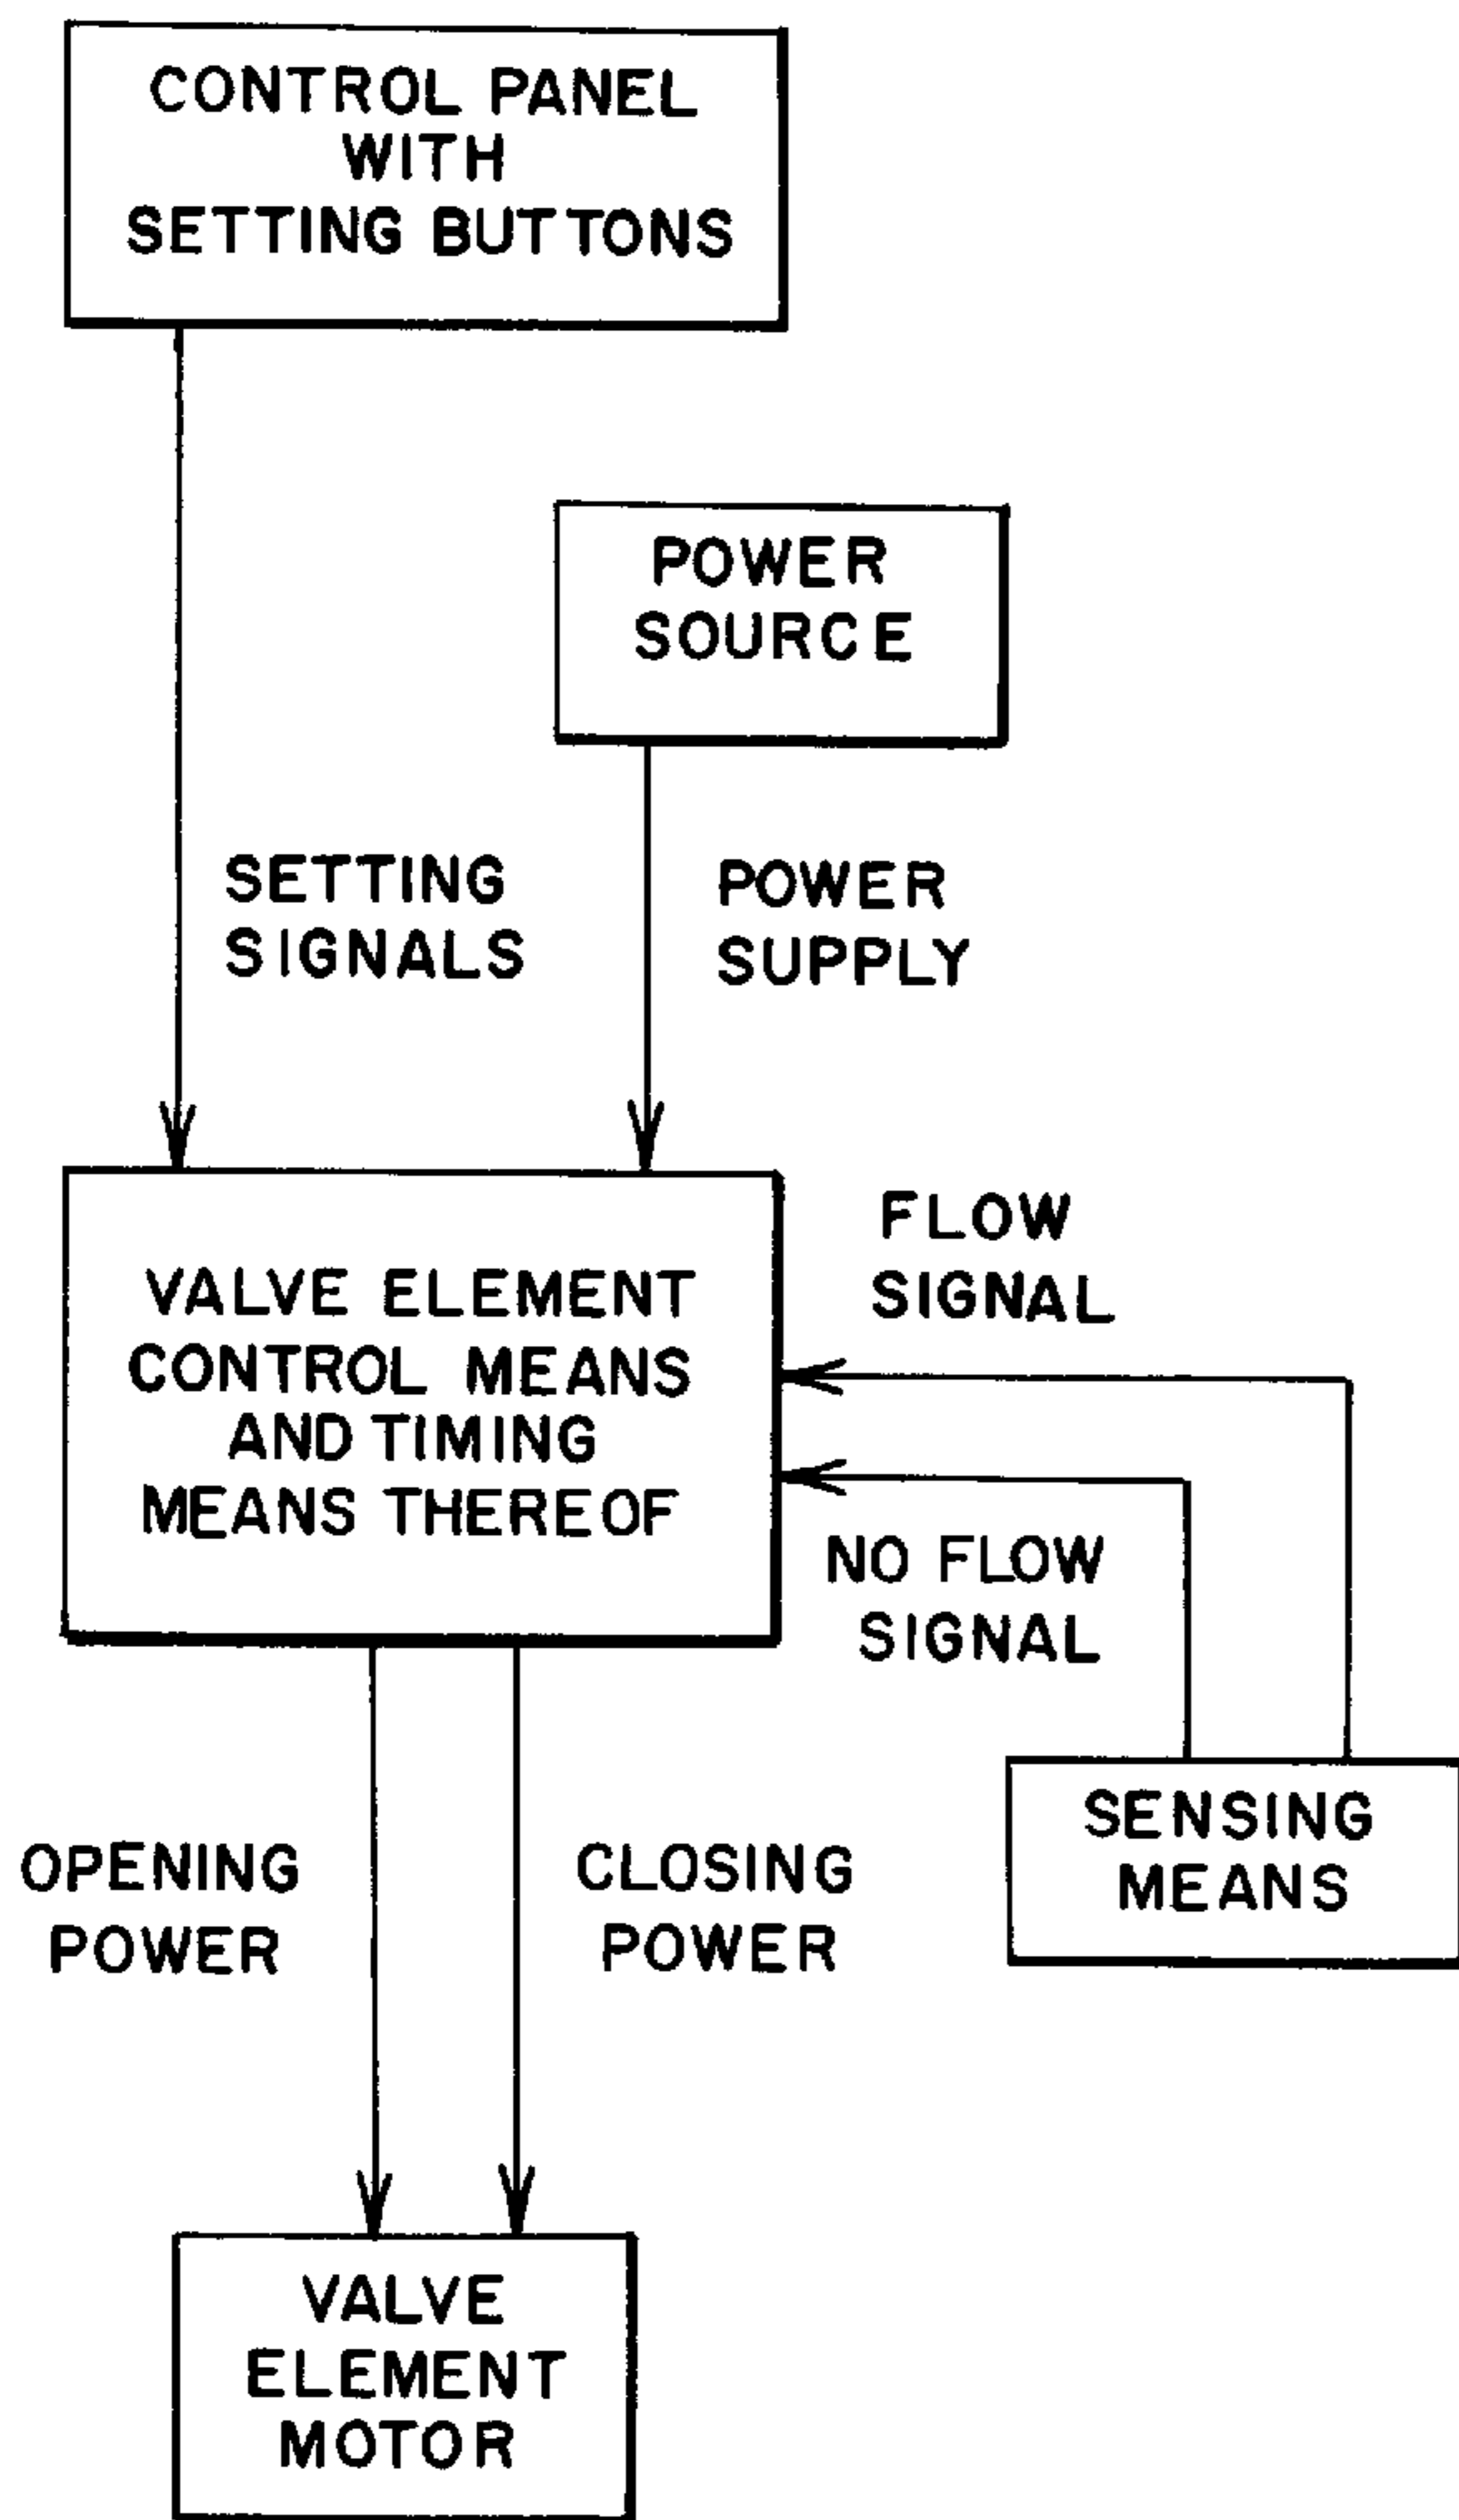 CONTROL PANEL
WITH
SETTING BUTTONS
POWER
SOURCE
SETTING
SIGNALS
POWER
SUPPLY
VALVE ELEMENT
CONTROL MEANS
AND TIMING
MEANS THEREOF
FLOW
SIGNAL
NO FLOW
SIGNAL
SENSING
MEANS
OPENING
POWER
CLOSING
POWER
VALVE
ELEMENT
MOTOR